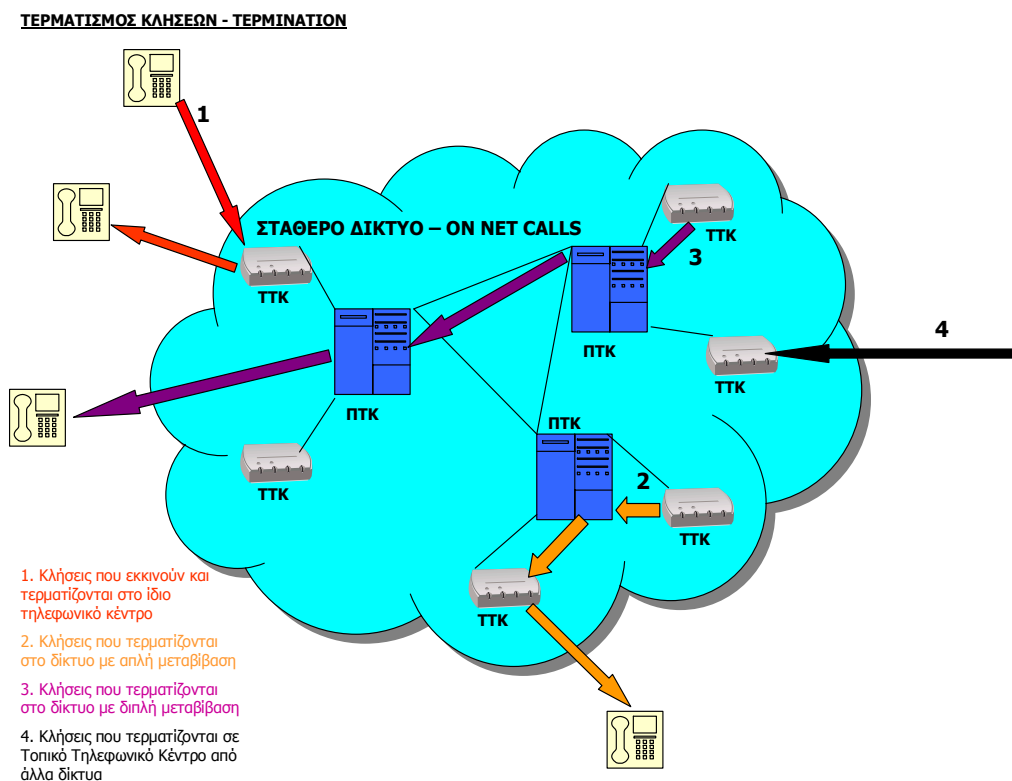 ΤΕΡΜΑΤΙΣΜΟΣ ΚΛΗΣΕΩΝ - TERMINATION
1
ΣΤΑΘΕΡΟ ΔΙΚΤΥΟ – ON NET CALLS
ΤΤΚ
3
ΤΤΚ
4
ΠΤΚ
ΤΤΚ
ΠΤΚ
ΠΤΚ
2
ΤΤΚ
ΤΤΚ
ΤΤΚ
1. Κλήσεις που εκκινούν και
τερματίζονται στο ίδιο
τηλεφωνικό κέντρο
2. Κλήσεις που τερματίζονται
στο δίκτυο με απλή μεταβίβαση
3. Κλήσεις που τερματίζονται
στο δίκτυο με διπλή μεταβίβαση
4. Κλήσεις που τερματίζονται σε
Τοπικό Τηλεφωνικό Κέντρο από
άλλα δίκτυα